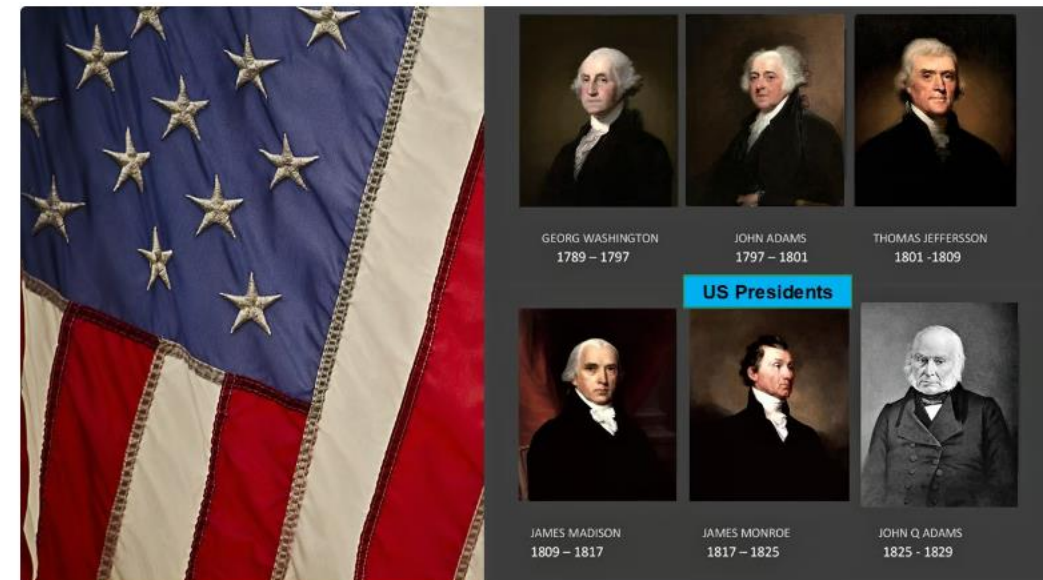 GEORG WASHINGTON
1789 – 1797
JOHN ADAMS
1797 – 1801
THOMAS JEFFERSSON
1801 -1809
US Presidents
JAMES MADISON
1809 – 1817
JAMES MONROE
1817 – 1825
JOHN Q ADAMS
1825 - 1829